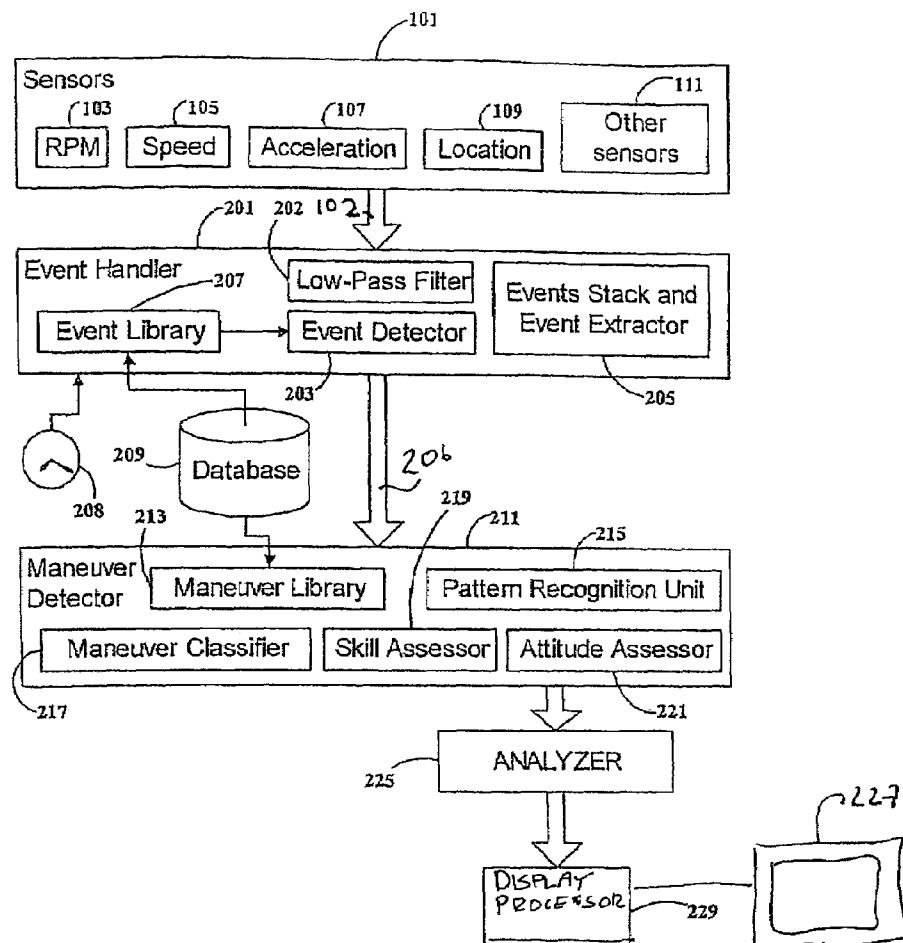 101
Sensors
103
105
107
109
111
RPM
Speed
Acceleration
Location
Other
sensors
102
201
202
Event Handler
207
Low-Pass Filter
Events Stack and
Event Extractor
Event Library
Event Detector
203
205
209
Database
208
206
213
219
211
215
Maneuver
Detector
Maneuver Library
Pattern Recognition Unit
Maneuver Classifier
Skill Assessor
Attitude Assessor
217
221
ANALYZER
225
227
DISPLAY
PROCESSOR
229